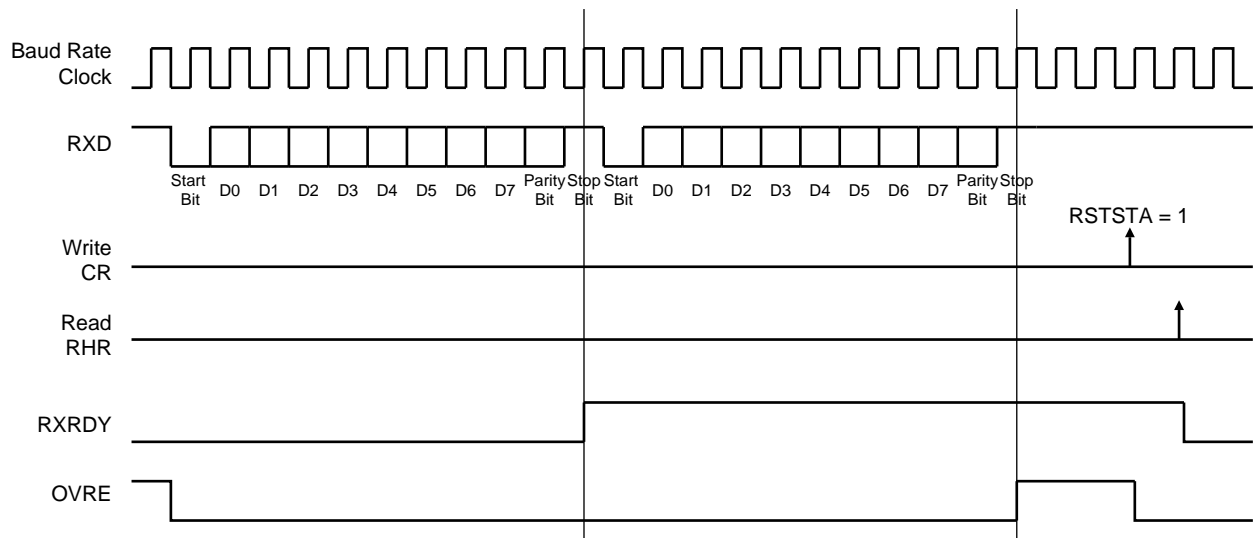 Baud Rate
Clock
RXD
Start
Bit
D0
D1
D2
D3
D4
D5
D6
D7
Parity
Bit
Stop
Bit
Start
Bit
D0
D1
D2
D3
D4
D5
D6
D7
Parity
Bit
Stop
Bit
RSTSTA = 1
Write
CR
Read
RHR
RXRDY
OVRE